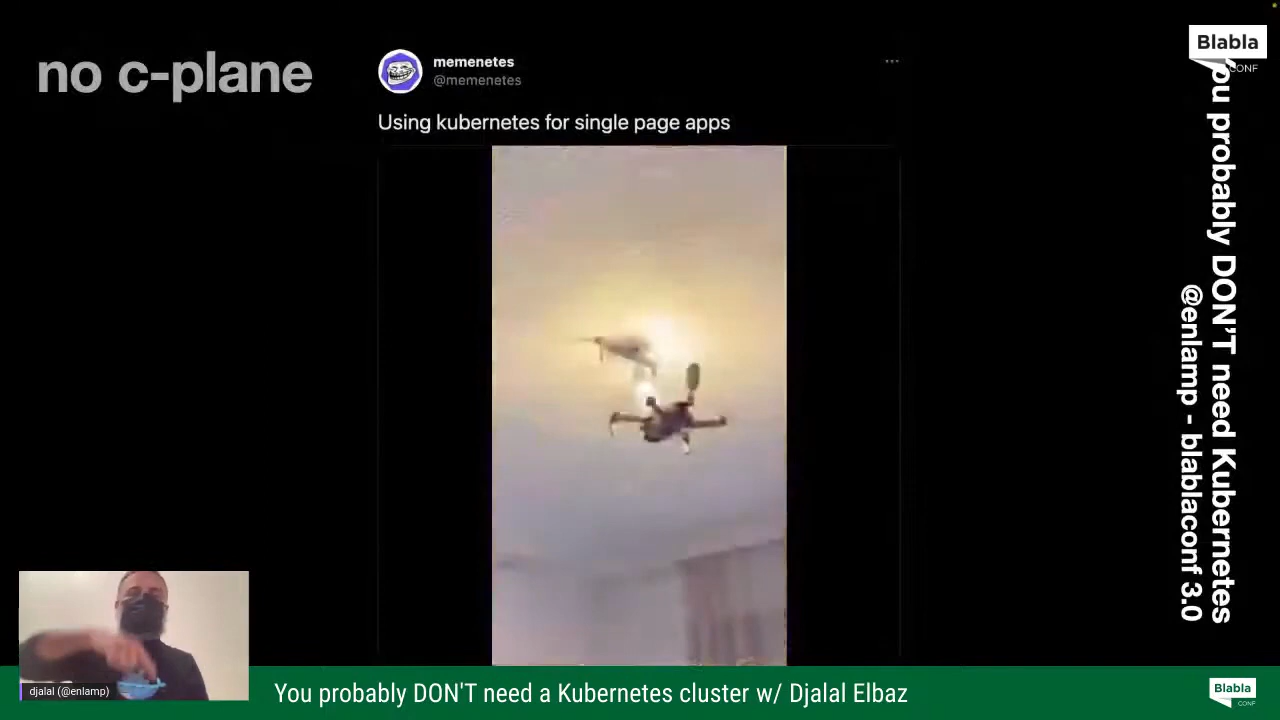 no c-plane
memenetes
@memenetes
Using kubernetes for single page apps
Blabla
CONF
ou probably DON'T need Kubernetes
@enlamp - blablaconf 3.0
djalal (@enlamp)
You probably DON'T need a Kubernetes cluster w/ Djalal Elbaz
Blabla
CONF